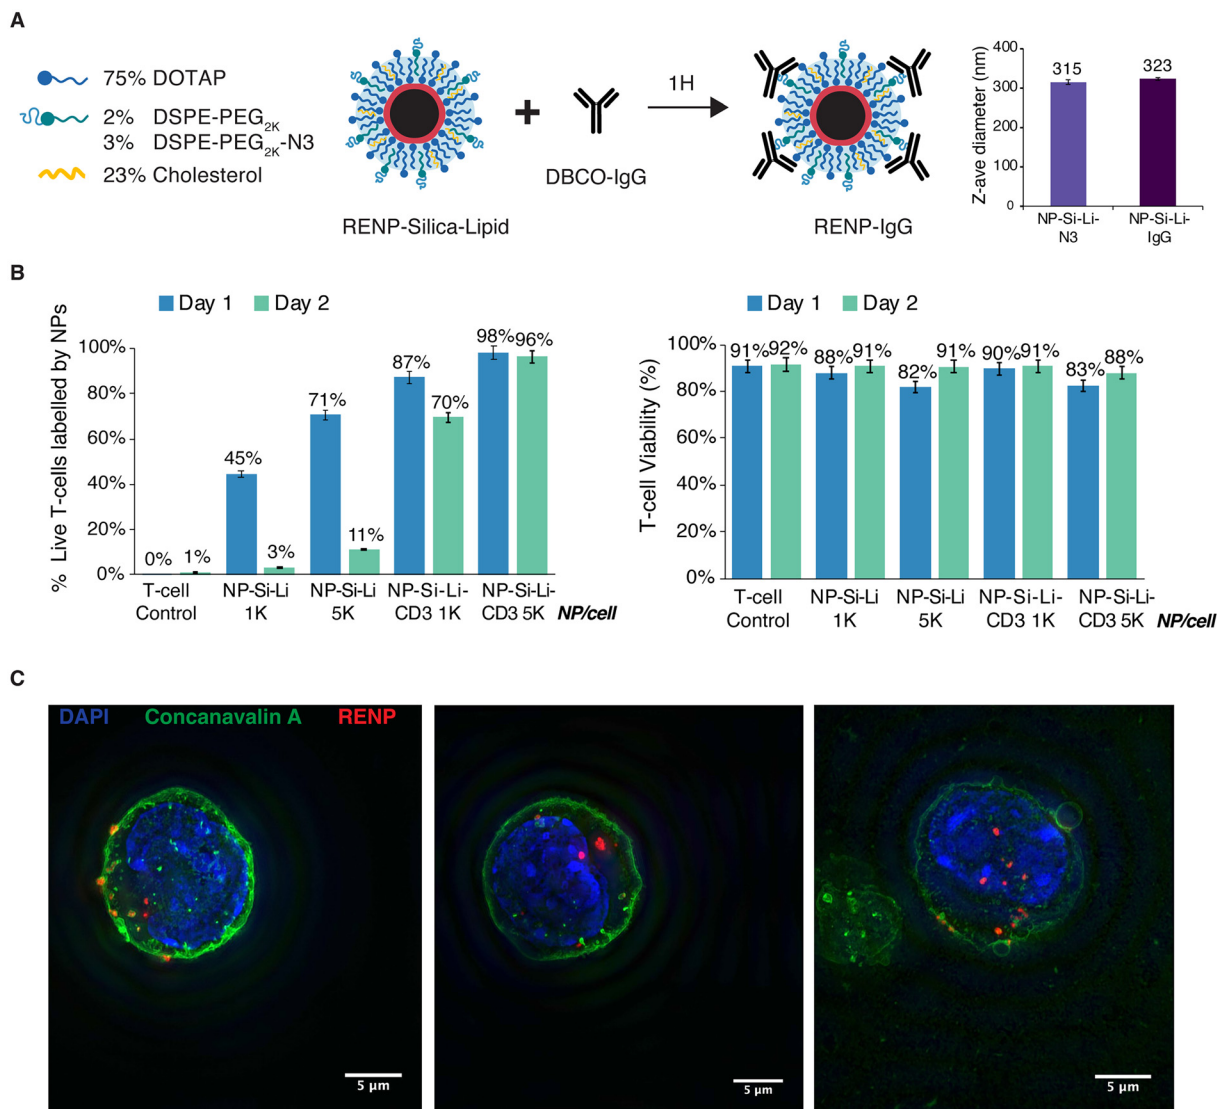 A
75% DOTAP
2% DSPE-PEG2K
3% DSPE-PEG2K-N3
23% Cholesterol
RENP-Silica-Lipid
+
DBCO-IgG
1H
RENP-IgG
Z-ave diameter (nm)
400
300
200
100
0
315
323
NP-Si-Li-
N3
NP-Si-Li-
IgG
B
Day 1 Day 2
% Live T-cells labelled by NPs
100%
80%
60%
40%
20%
0%
0% 1%
45% 3%
71% 11%
87% 70%
98% 96%
T-cell
Control
NP-Si-Li
1K
NP-Si-Li
5K
NP-Si-Li-
CD3 1K
NP-Si-Li-
CD3 5K
NP/cell
Day 1 Day 2
T-cell Viability (%)
100%
80%
60%
40%
20%
0%
91% 92%
88% 91%
82% 91%
90% 91%
83% 88%
T-cell
Control
NP-Si-Li
1K
NP-Si-Li
5K
NP-Si-Li-
CD3 1K
NP-Si-Li-
CD3 5K
NP/cell
C
DAPI Concanavalin A RENP
5 µm
5 µm
5 µm